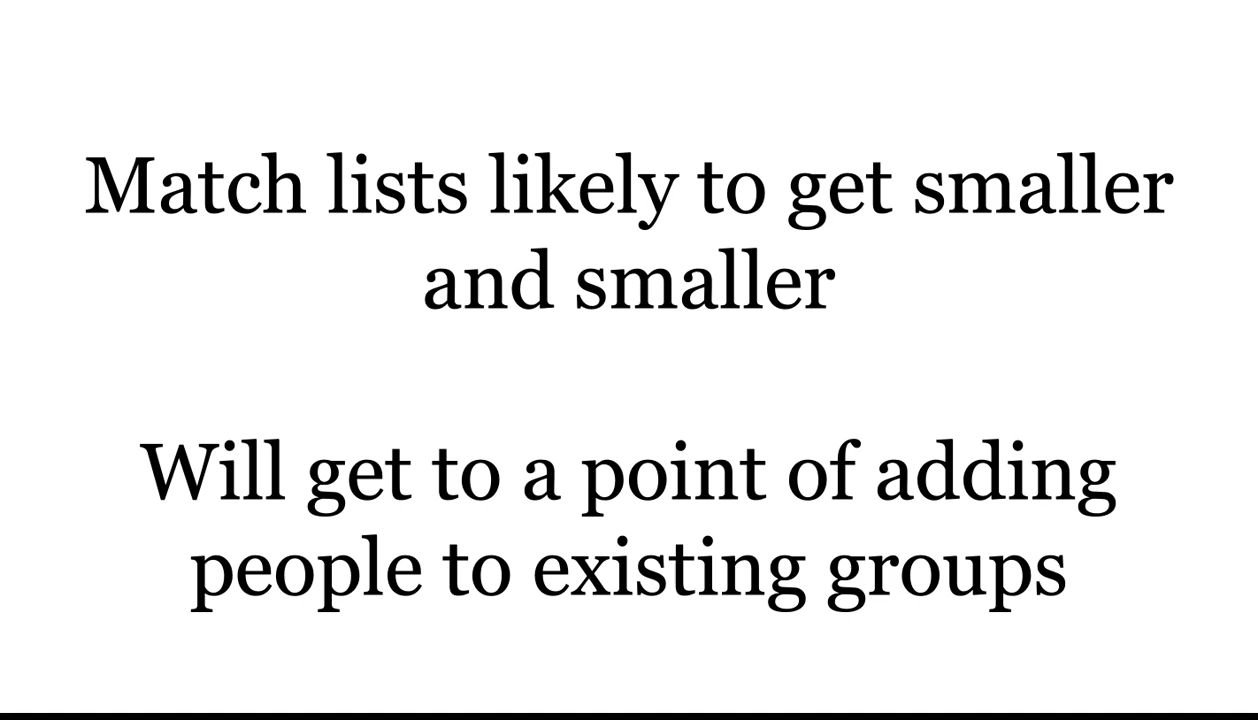 Match lists likely to get smaller
and smaller
Will get to a point of adding
people to existing groups